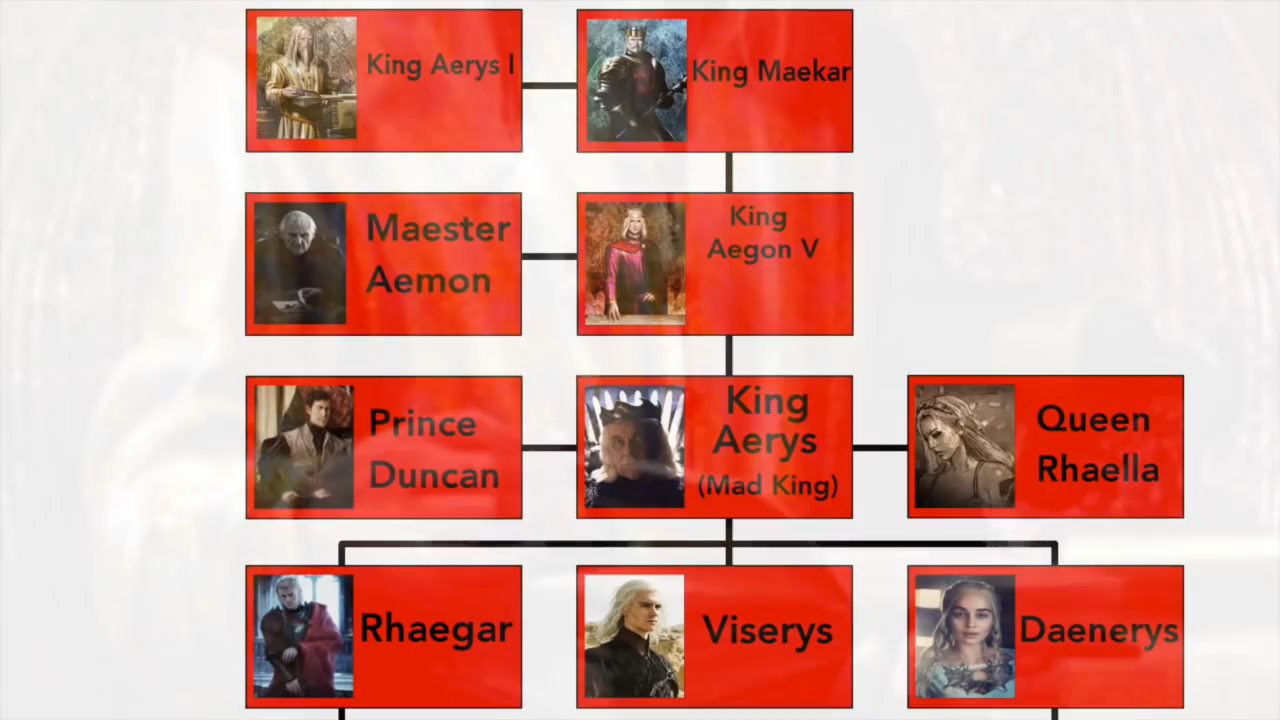 King Aerys I
King Maekar
Maester
Aemon
King
Aegon V
Prince
Duncan
King
Aerys
(Mad King)
Queen
Rhaella
Rhaegar
Viserys
Daenerys